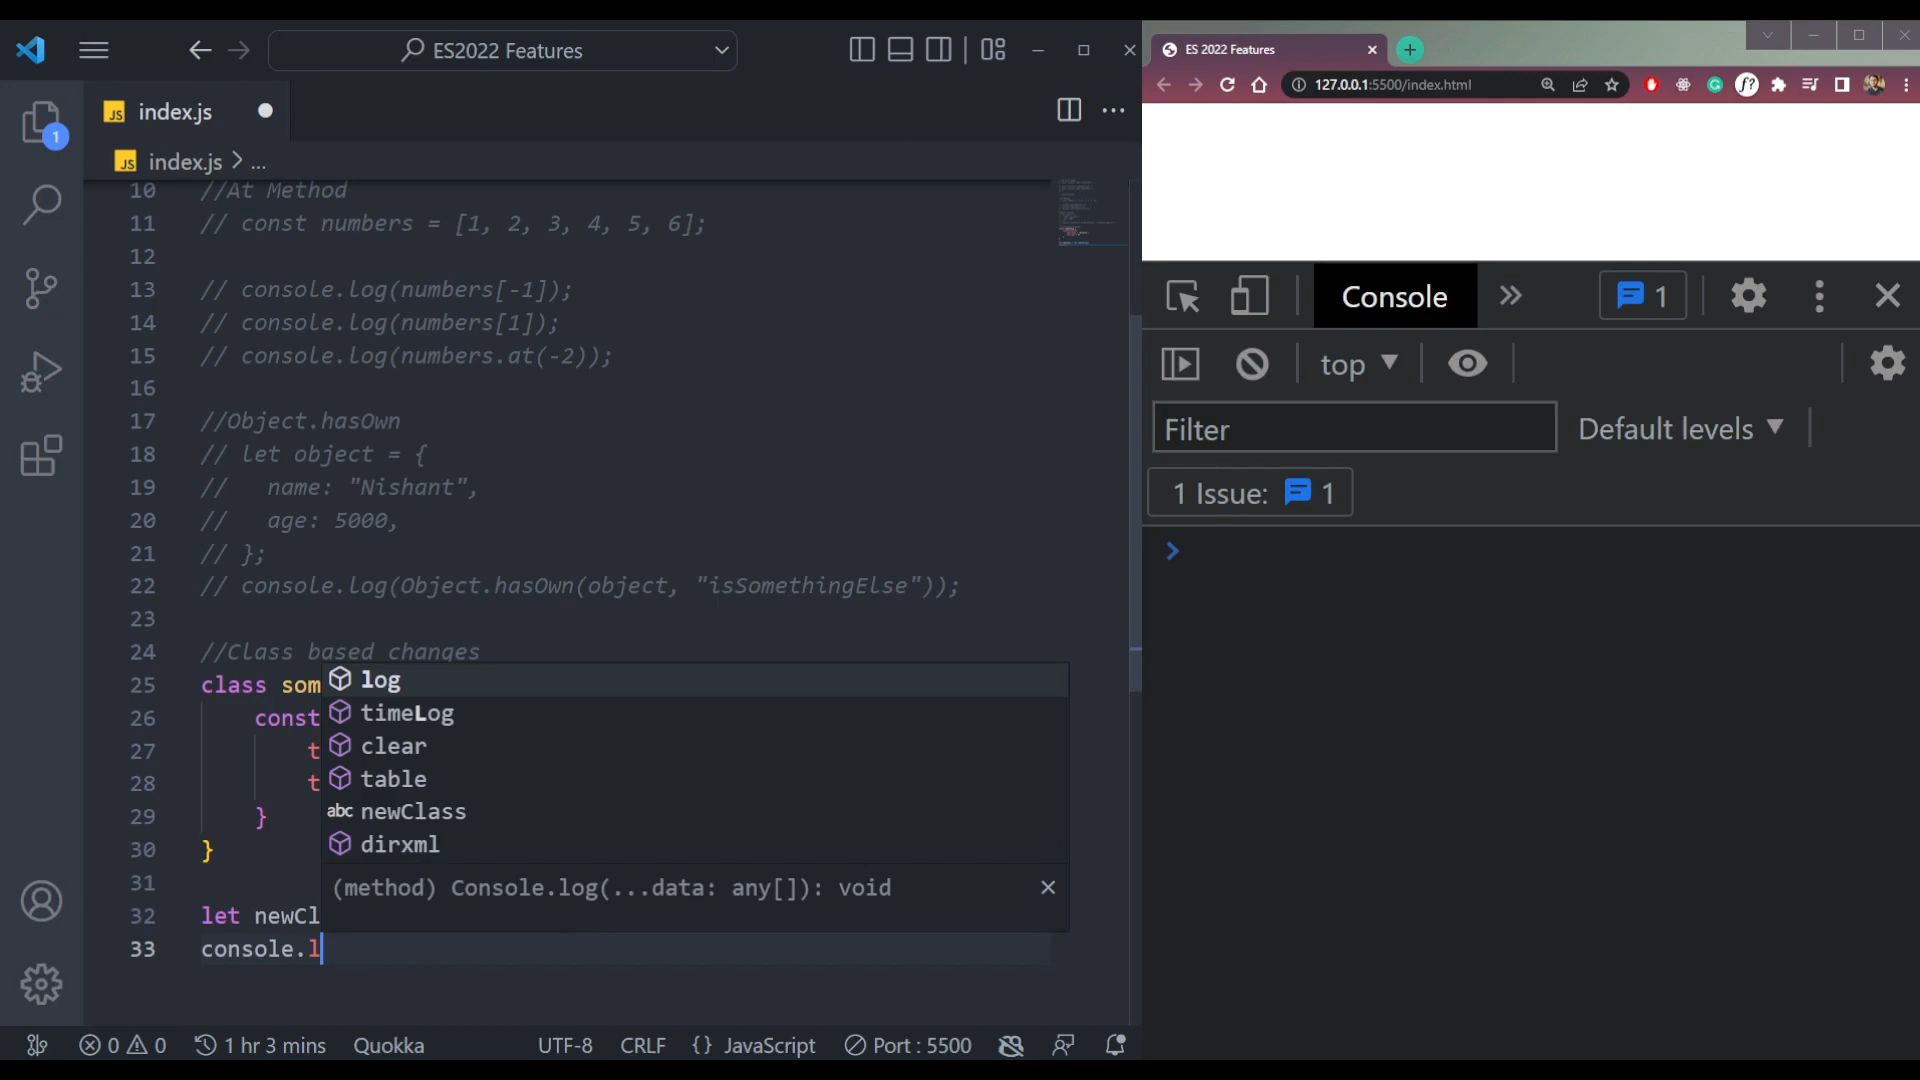 ES2022 Features
JS index.js
JS index.js > ...
10 //At Method
11 // const numbers = [1, 2, 3, 4, 5, 6];
12
13 // console.log(numbers[-1]);
14 // console.log(numbers[1]);
15 // console.log(numbers.at(-2));
16
17 //Object.hasOwn
18 // let object = {
19 //   name: "Nishant",
20 //   age: 5000,
21 // };
22 // console.log(Object.hasOwn(object, "isSomethingElse"));
23
24 //Class based changes
25 class som
26 const
27 t
28 t
29 }
30 }
31
32 let newCl
33 console.l
log
timeLog
clear
table
abc newClass
dirxml
(method) Console.log(...data: any[]): void
1
0 0 1 hr 3 mins Quokka UTF-8 CRLF {} JavaScript Port : 5500
ES 2022 Features
127.0.0.1:5500/index.html
Console 1
top
Filter Default levels
1 Issue: 1